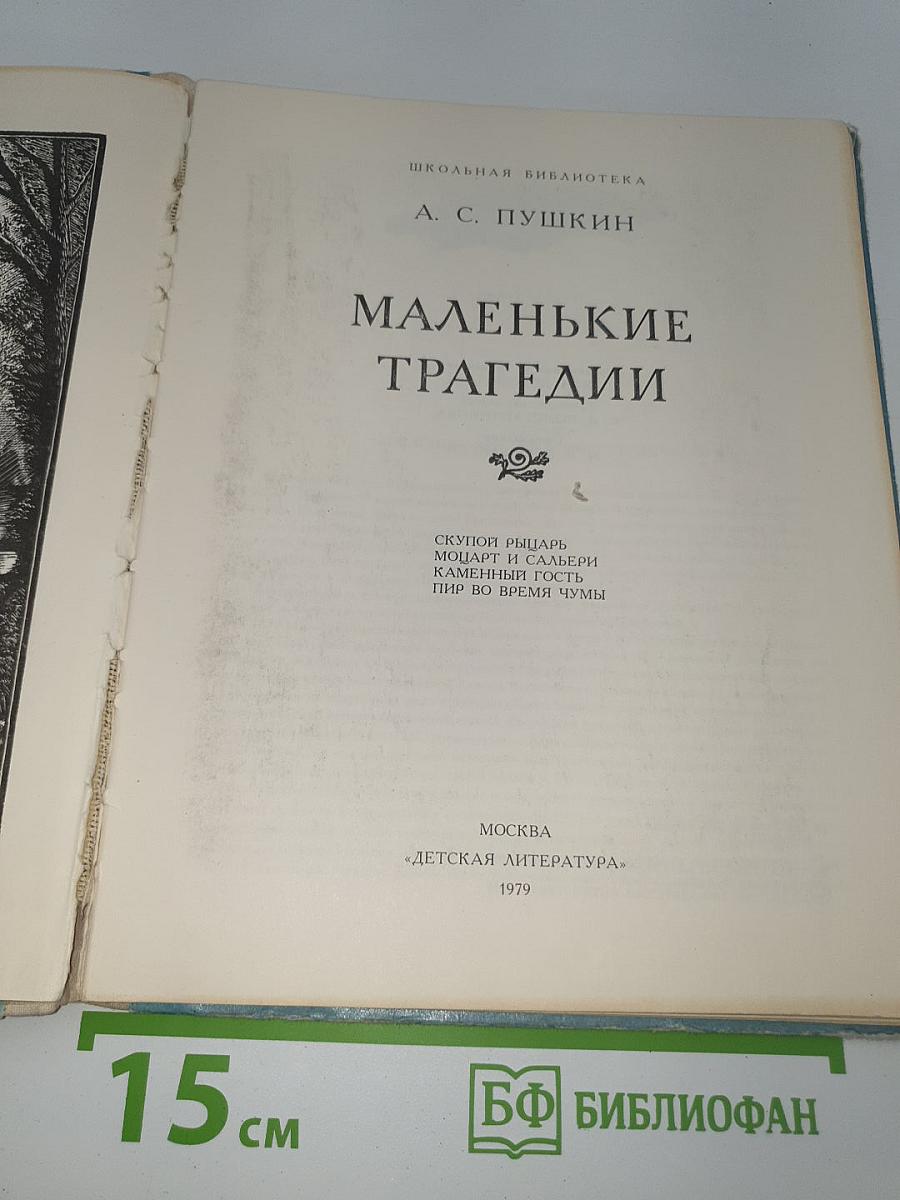 ШКОЛЬНАЯ БИБЛИОТЕКА
А. С. ПУШКИН
МАЛЕНЬКИЕ
ТРАГЕДИИ
СКУПОЙ РЫЦАРЬ
МОЦАРТ И САЛЬЕРИ
КАМЕННЫЙ ГОСТЬ
ПИР ВО ВРЕМЯ ЧУМЫ
МОСКВА
«ДЕТСКАЯ ЛИТЕРАТУРА»
1979
15 см
БФ БИБЛИОФАН